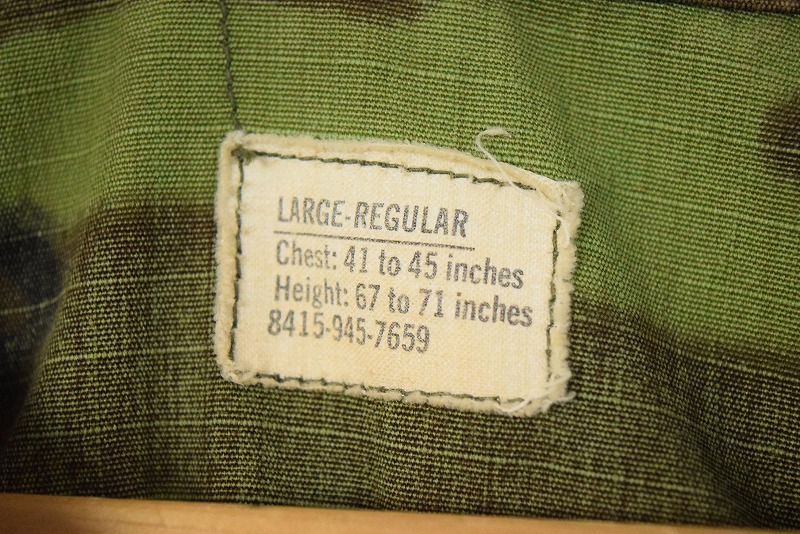 LARGE-REGULAR
Chest: 41 to 45 inches
Height: 67 to 71 inches
8415-945-7659